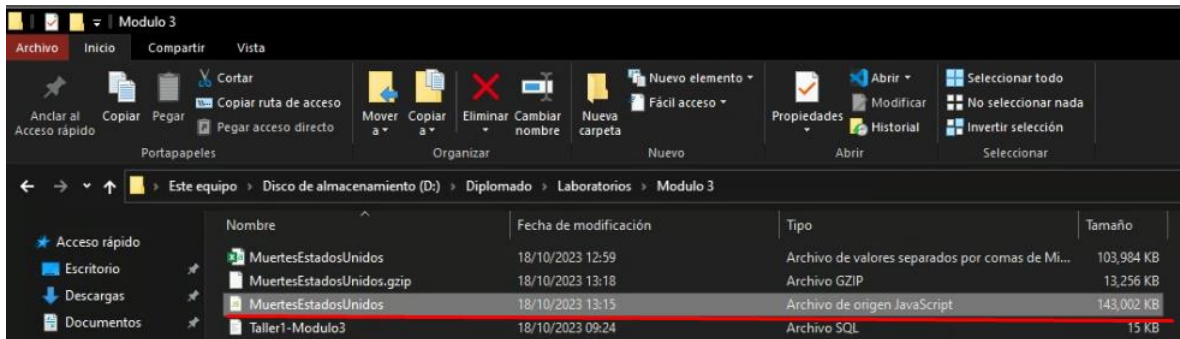 Modulo 3
Archivo Inicio Compartir Vista
Anclar al Acceso rápido
Copiar
Pegar
Cortar
Copiar ruta de acceso
Pegar acceso directo
Portapapeles
Mover a
Copiar a
Eliminar
Cambiar nombre
Organizar
Nueva carpeta
Nuevo elemento
Fácil acceso
Nuevo
Propiedades
Abrir
Modificar
Historial
Abrir
Seleccionar todo
No seleccionar nada
Invertir selección
Seleccionar
Este equipo > Disco de almacenamiento (D:) > Diplomado > Laboratorios > Modulo 3
Acceso rápido
Escritorio
Descargas
Documentos
Nombre Fecha de modificación Tipo Tamaño
MuertesEstadosUnidos 18/10/2023 12:59 Archivo de valores separados por comas de Mi... 103,984 KB
MuertesEstadosUnidos.gzip 18/10/2023 13:18 Archivo GZIP 13,256 KB
MuertesEstadosUnidos 18/10/2023 13:15 Archivo de origen JavaScript 143,002 KB
Taller1-Modulo3 18/10/2023 09:24 Archivo SQL 15 KB